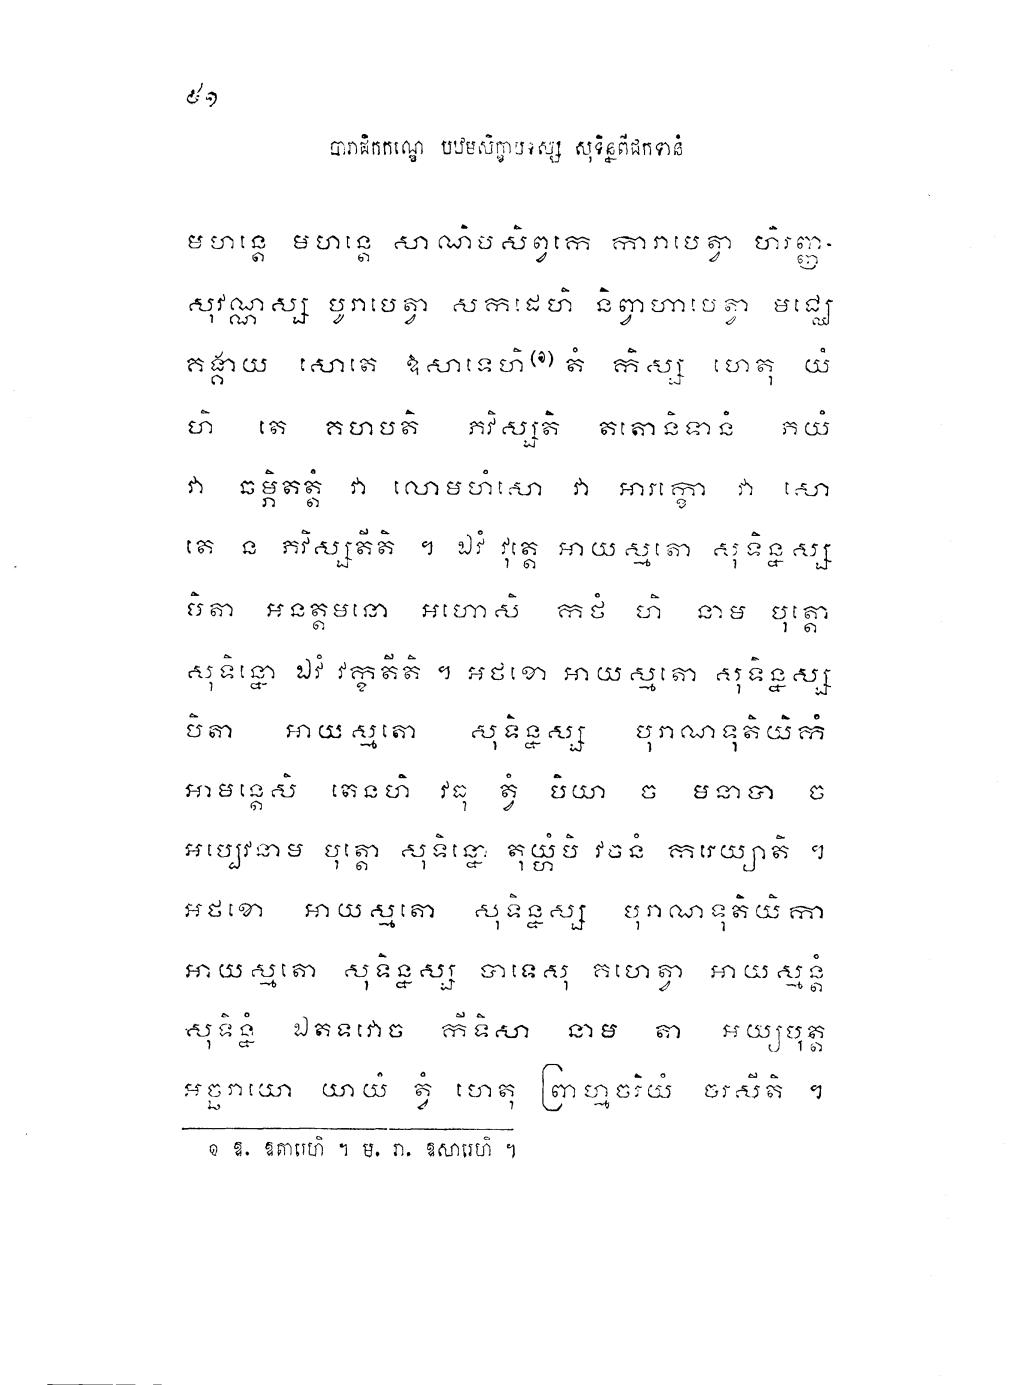 ៥១
បារាជិកកណ្ឌេ បឋមសិក្ខាបទស្ស សុទិន្នពីជកទានំ
មហន្តេ មហន្តេ សាណិបសិព្វកេ ការាបេត្វា ហិរញ្ញ-
សុវណ្ណស្ស បូរាបេត្វា សកដេហិ និព្វាហាបេត្វា មជ្ឈេ
គង្គាយ សោតេ ឱសាទេហិ(១) តំ កិស្ស ហេតុ យំ
ហិ តេ គហបតិ ភវិស្សតិ តតោនិទានំ ភយំ
វា ឆម្ភិតត្តំ វា លោមហំសោ វា អារក្ខោ វា សោ
តេ ន ភវិស្សតីតិ ។ ឯវំ វុត្តេ អាយស្មតោ សុទិន្នស្ស
បិតា អនត្តមនោ អហោសិ កថំ ហិ នាម បុត្តោ
សុទិន្នោ ឯវំ វក្ខតីតិ ។ អថខោ អាយស្មតោ សុទិន្នស្ស
បិតា អាយស្មតោ សុទិន្នស្ស បុរាណទុតិយិកំ
អាមន្តេសិ តេនហិ វធុ ត្វំ បិយា ច មនាបា ច
អប្បេវនាម បុត្តោ សុទិន្នោ តុយ្ហំបិ វចនំ ករេយ្យាតិ ។
អថខោ អាយស្មតោ សុទិន្នស្ស បុរាណទុតិយិកា
អាយស្មតោ សុទិន្នស្ស បាទេសុ គហេត្វា អាយស្មន្តំ
សុទិន្នំ ឯតទវោច កីទិសា នាម តា អយ្យបុត្ត
អច្ឆរាយោ យាយំ ត្វំ ហេតុ ព្រាហ្មចរិយំ ចរសីតិ ។
១ ឱ. ឱតារេហិ ។ ម. រា. ឱសារេហិ ។